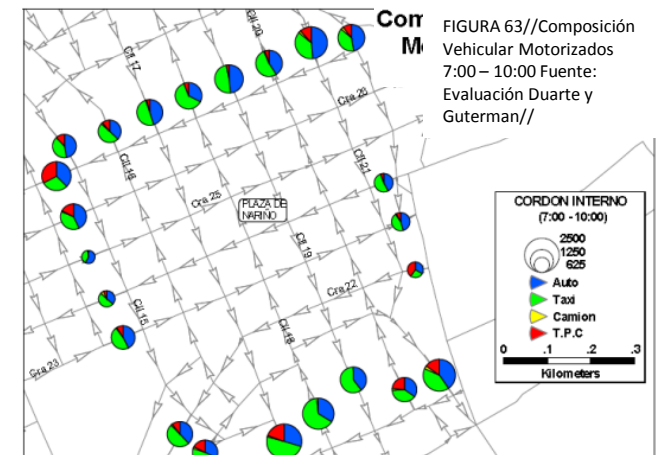 Com
M
FIGURA 63//Composición
Vehicular Motorizados
7:00 – 10:00 Fuente:
Evaluación Duarte y
Guterman//
Cll 20
Cll 17
Cra 26
Cll 16
Cll 21
Cra 25
PLAZA DE
NARIÑO
Cll 19
Cra 22
Cll 15
Cll 18
Cra 23
CORDON INTERNO
(7:00 - 10:00)
2500
1250
625
Auto
Taxi
Camion
T.P.C
0 .1 .2 .3
Kilometers